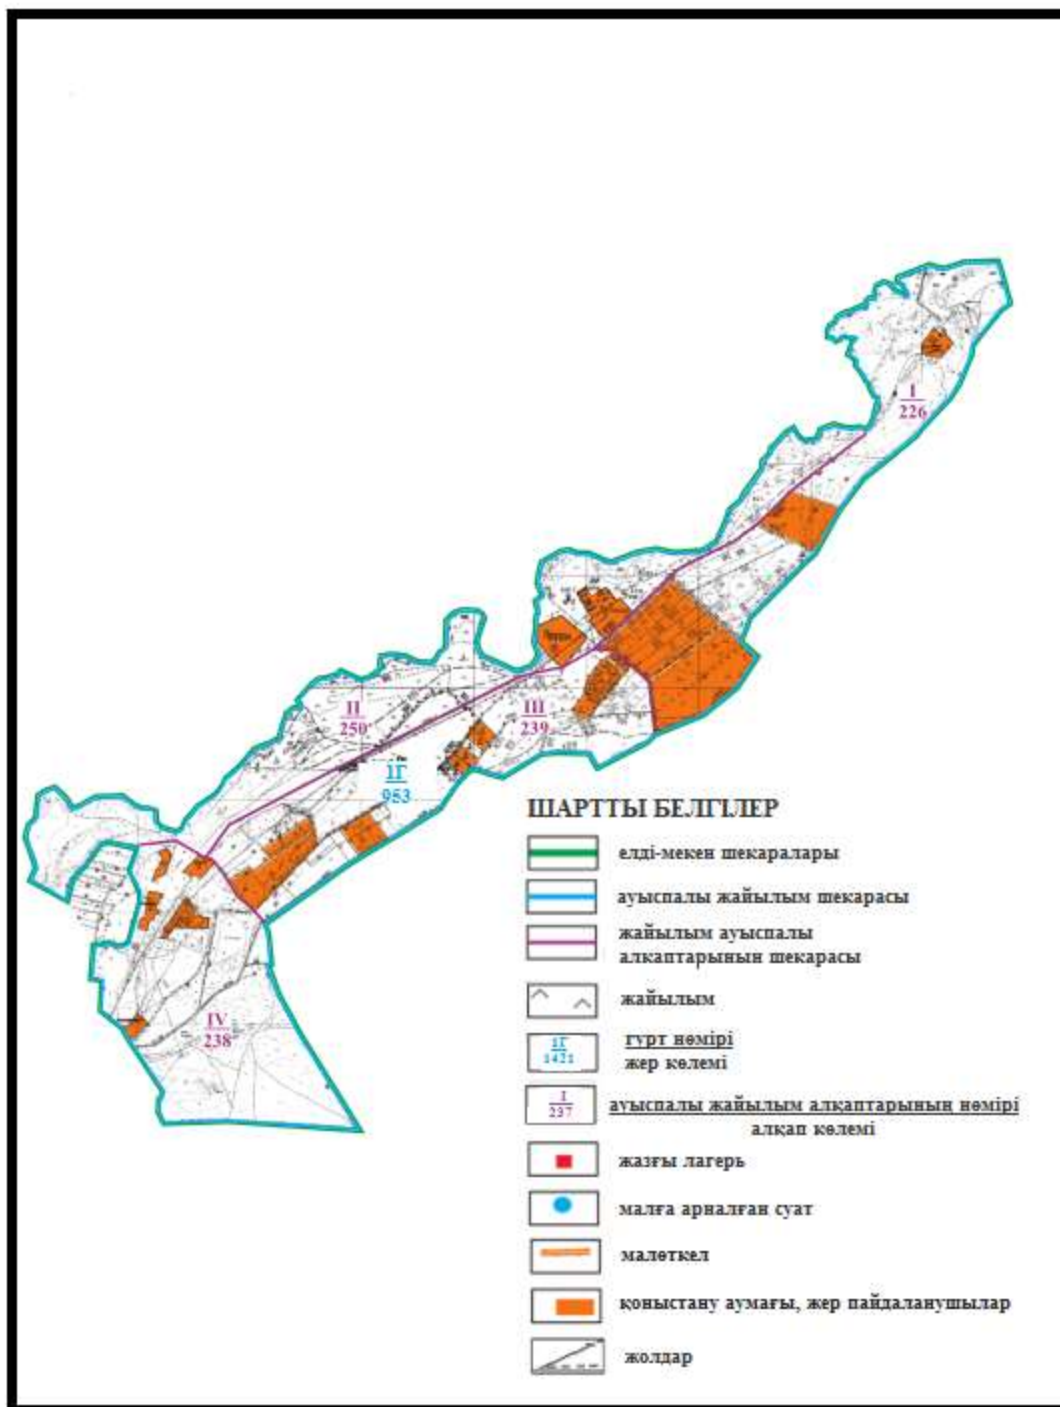 I
226
II
250
III
239
1Г
953
IV
238
ШАРТТЫ БЕЛГІЛЕР
елді-мекен шекаралары
ауыспалы жайылым шекарасы
жайылым ауыспалы
алкаптарынын шекарасы
жайылым
1Г
1421
гурт нөмірі
жер көлемі
I
237
ауыспалы жайылым алқаптарының нөмірі
алқап көлемі
жазғы лагерь
малға арналған суат
малөткел
қоныстану аумағы, жер пайдаланушылар
жолдар